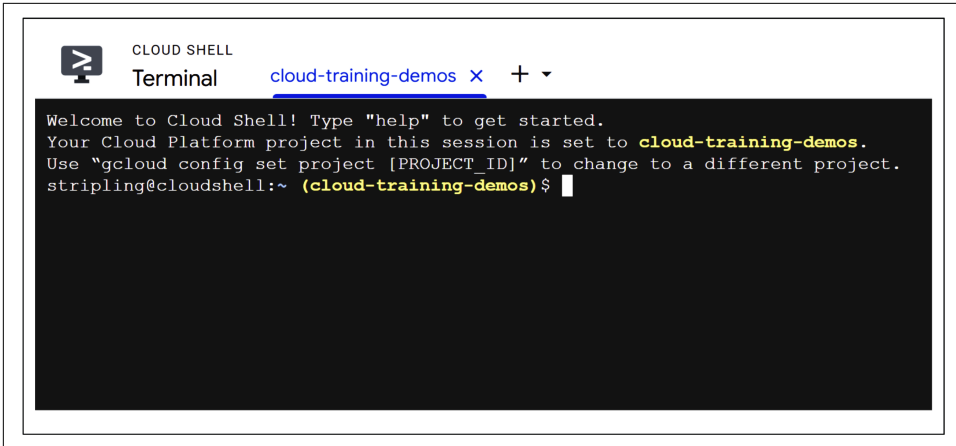 CLOUD SHELL
Terminal
cloud-training-demos × + ▾
Welcome to Cloud Shell! Type "help" to get started.
Your Cloud Platform project in this session is set to cloud-training-demos.
Use “gcloud config set project [PROJECT_ID]” to change to a different project.
stripling@cloudshell:~ (cloud-training-demos)$